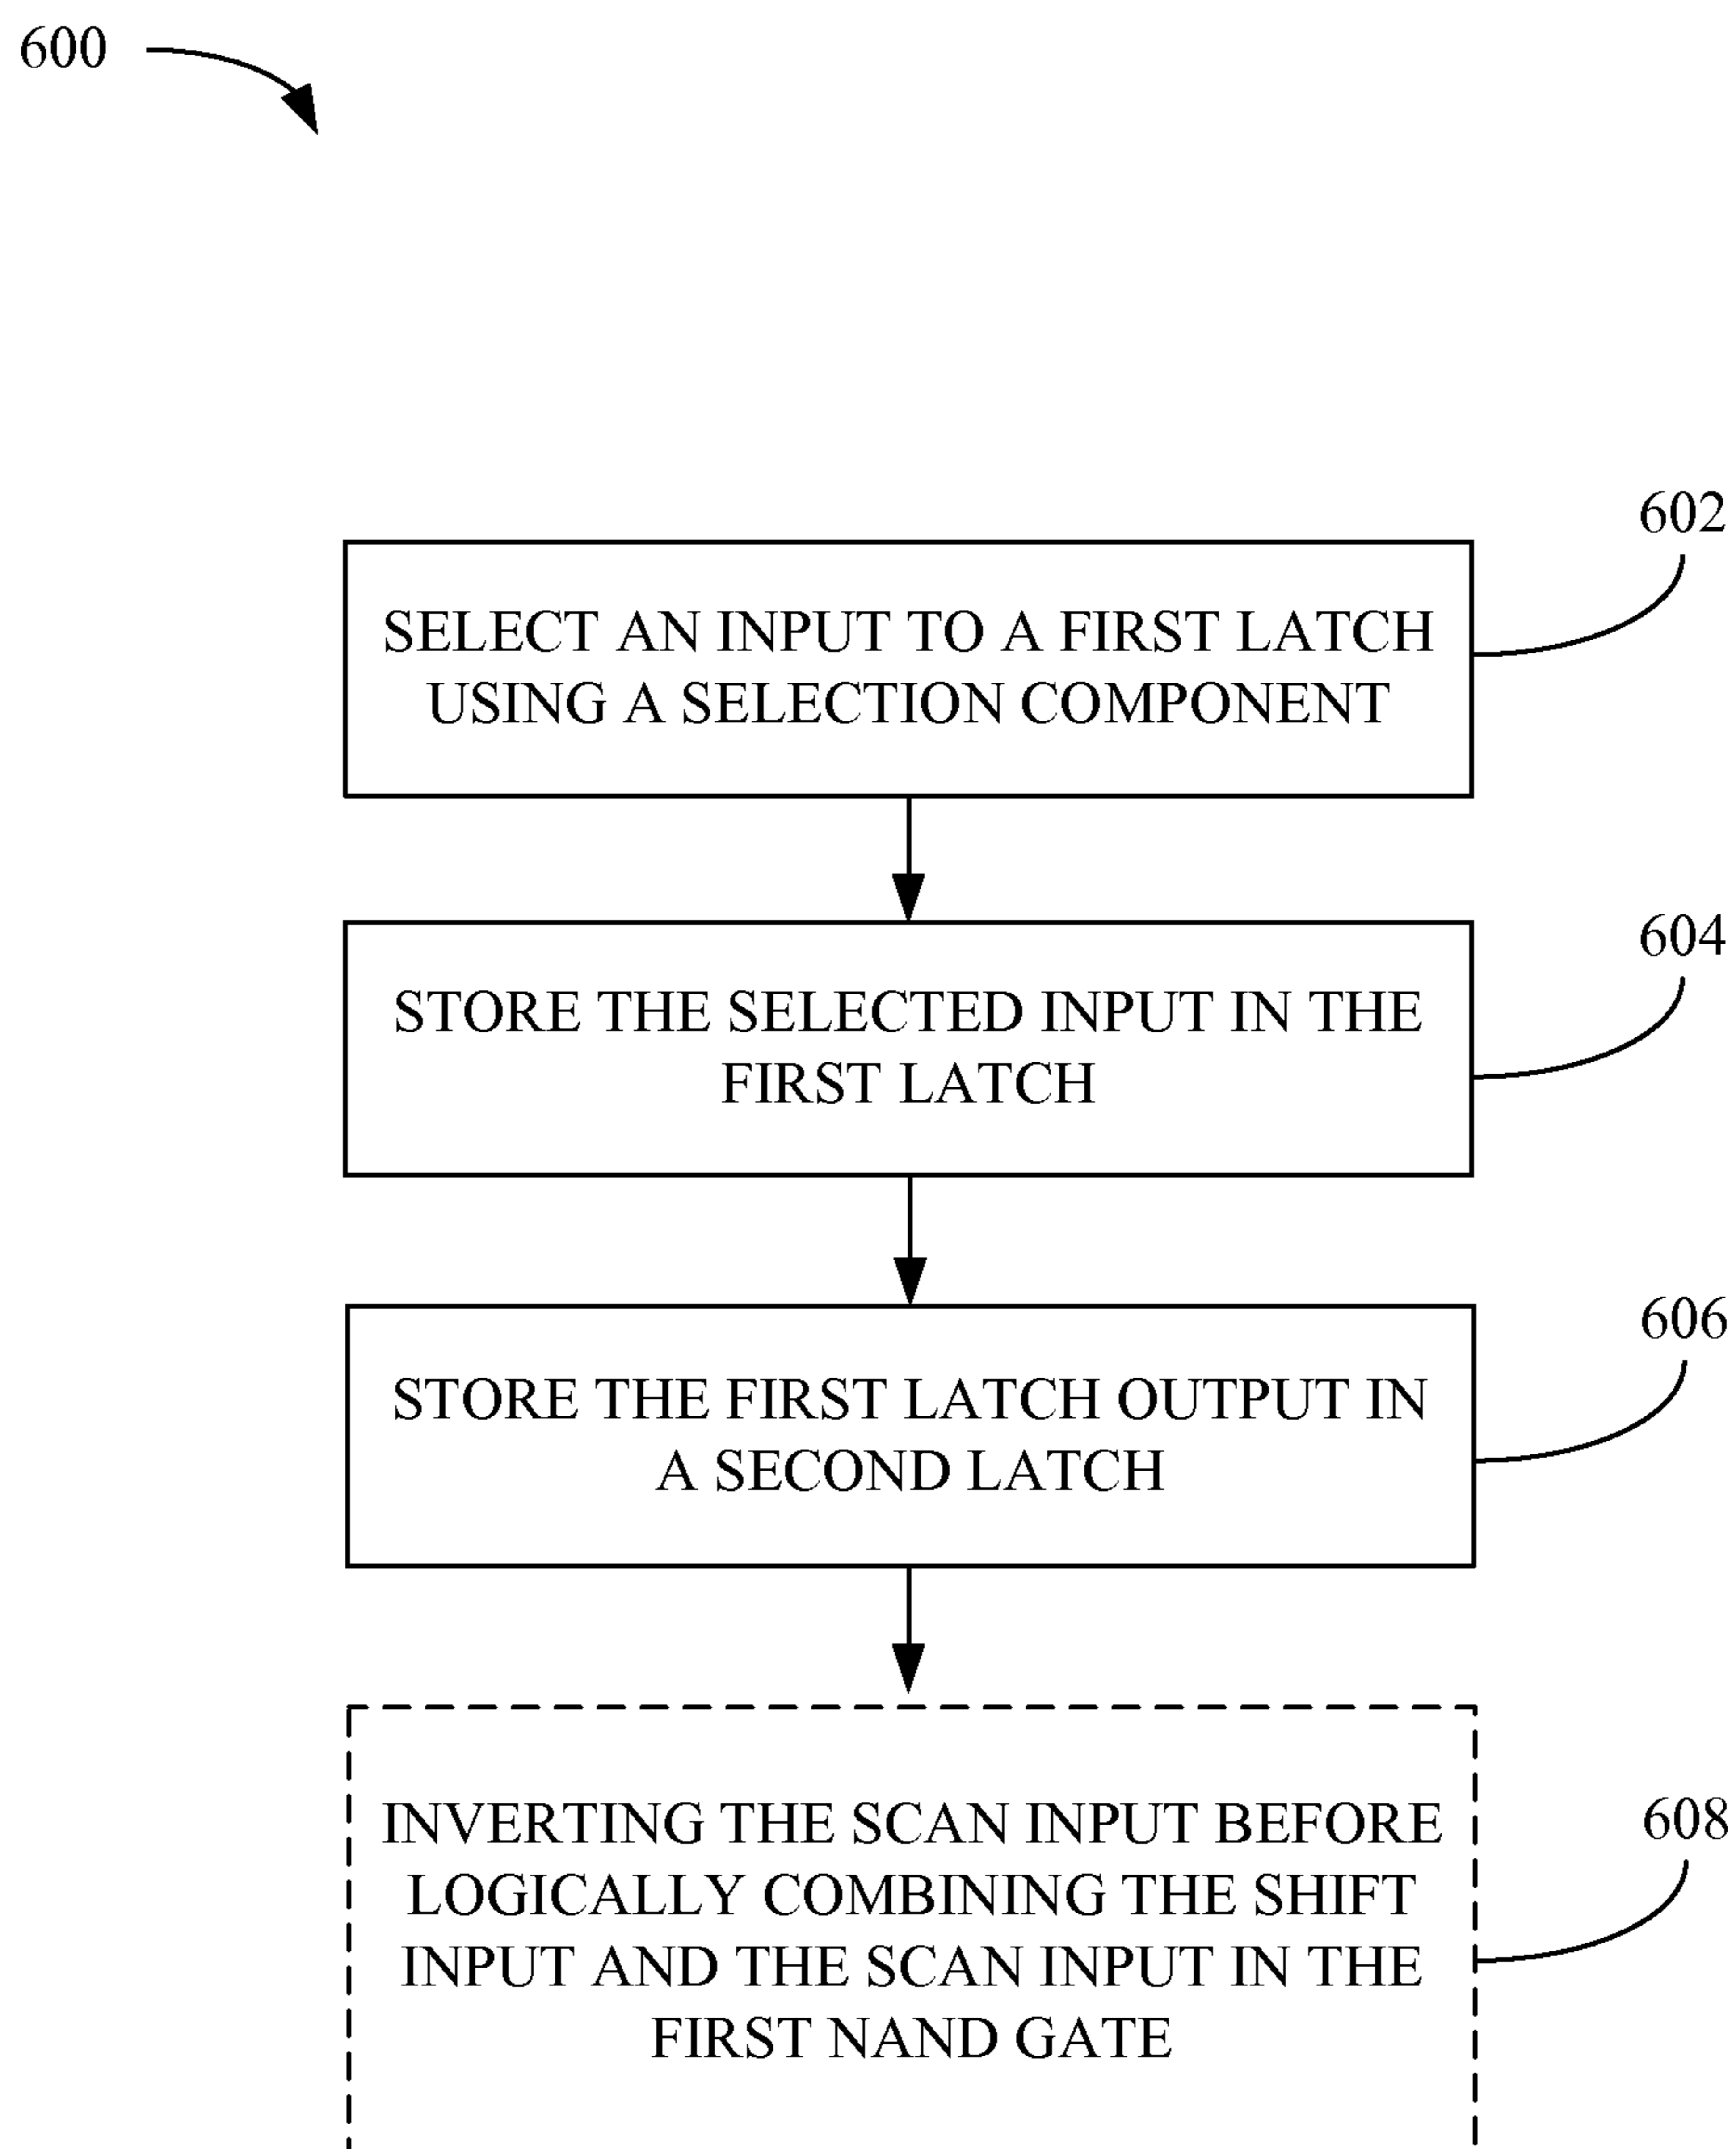 600
602
SELECT AN INPUT TO A FIRST LATCH
USING A SELECTION COMPONENT
604
STORE THE SELECTED INPUT IN THE
FIRST LATCH
606
STORE THE FIRST LATCH OUTPUT IN
A SECOND LATCH
608
INVERTING THE SCAN INPUT BEFORE
LOGICALLY COMBINING THE SHIFT
INPUT AND THE SCAN INPUT IN THE
FIRST NAND GATE